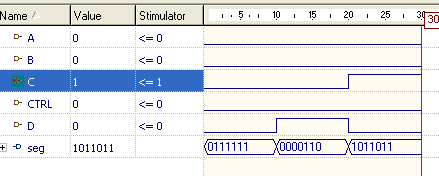 Name Value Stimulator 5 10 15 20 25 30
30
A 0 <= 0
B 0 <= 0
C 1 <= 1
CTRL 0 <= 0
D 0 <= 0
seg 1011011 0111111 0000110 1011011